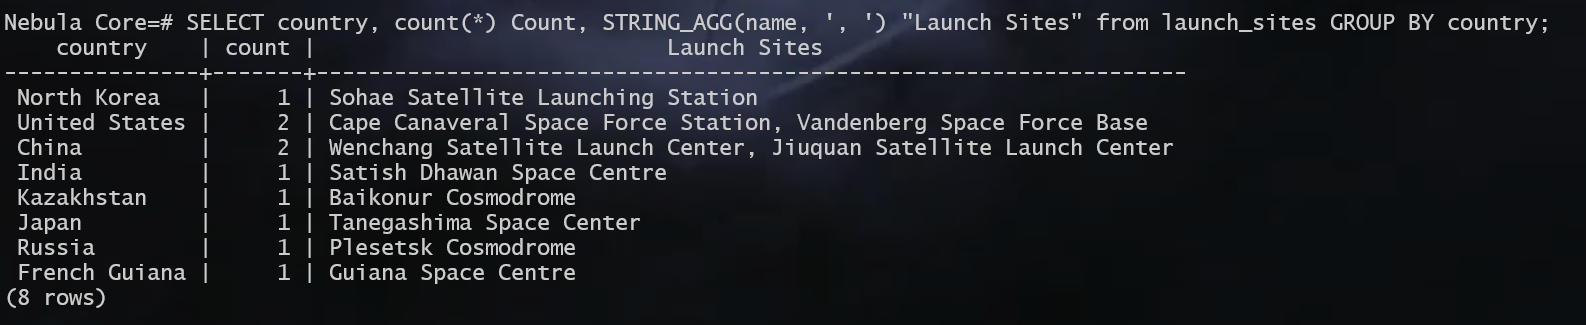 Nebula Core=# SELECT country, count(*) Count, STRING_AGG(name, ', ') "Launch Sites" from launch_sites GROUP BY country;
    country    | count |                           Launch Sites
---------------+-------+-------------------------------------------------------------------
 North Korea   |     1 | Sohae Satellite Launching Station
 United States |     2 | Cape Canaveral Space Force Station, Vandenberg Space Force Base
 China         |     2 | Wenchang Satellite Launch Center, Jiuquan Satellite Launch Center
 India         |     1 | Satish Dhawan Space Centre
 Kazakhstan    |     1 | Baikonur Cosmodrome
 Japan         |     1 | Tanegashima Space Center
 Russia        |     1 | Plesetsk Cosmodrome
 French Guiana |     1 | Guiana Space Centre
(8 rows)